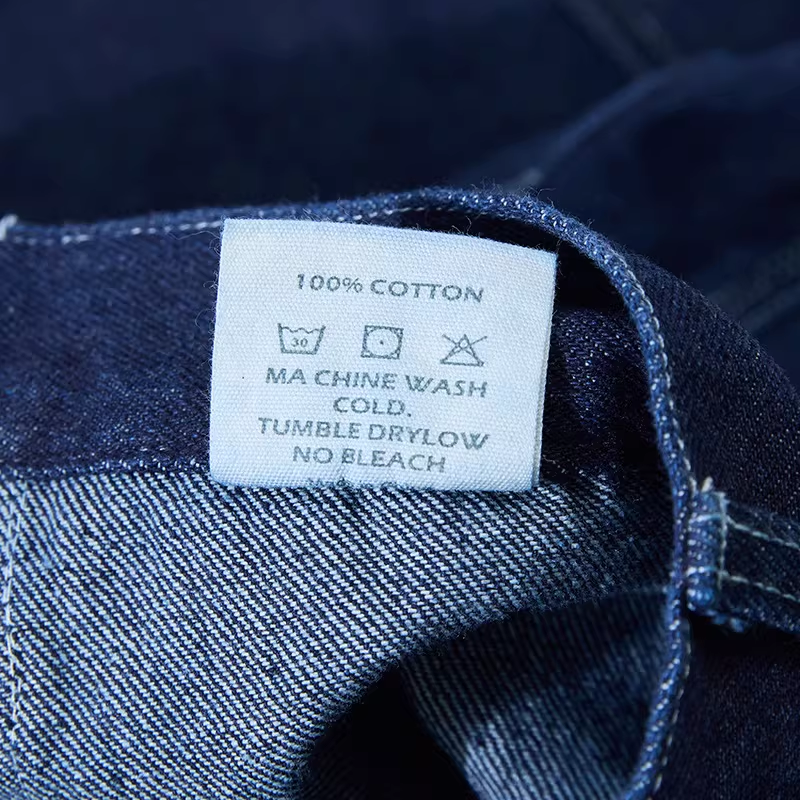 100% COTTON
30
MA CHINE WASH
COLD.
TUMBLE DRYLOW
NO BLEACH